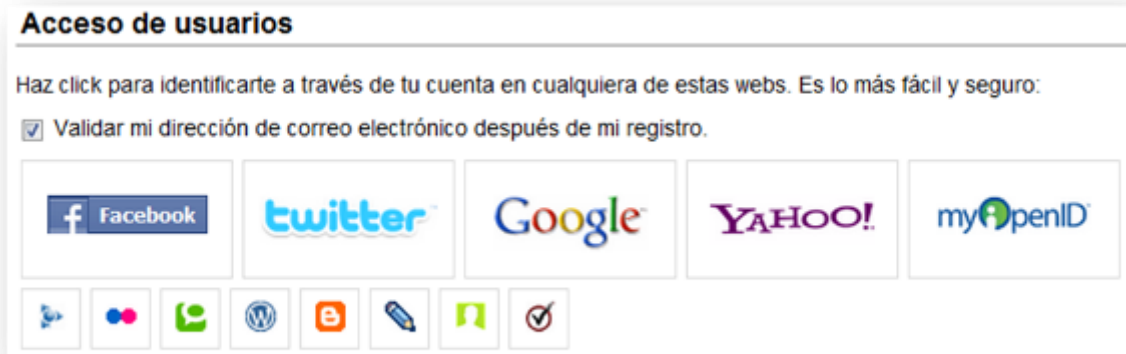 Acceso de usuarios
Haz click para identificarte a través de tu cuenta en cualquiera de estas webs. Es lo más fácil y seguro:
Validar mi dirección de correo electrónico después de mi registro.
Facebook twitter Google YAHOO! myOpenID